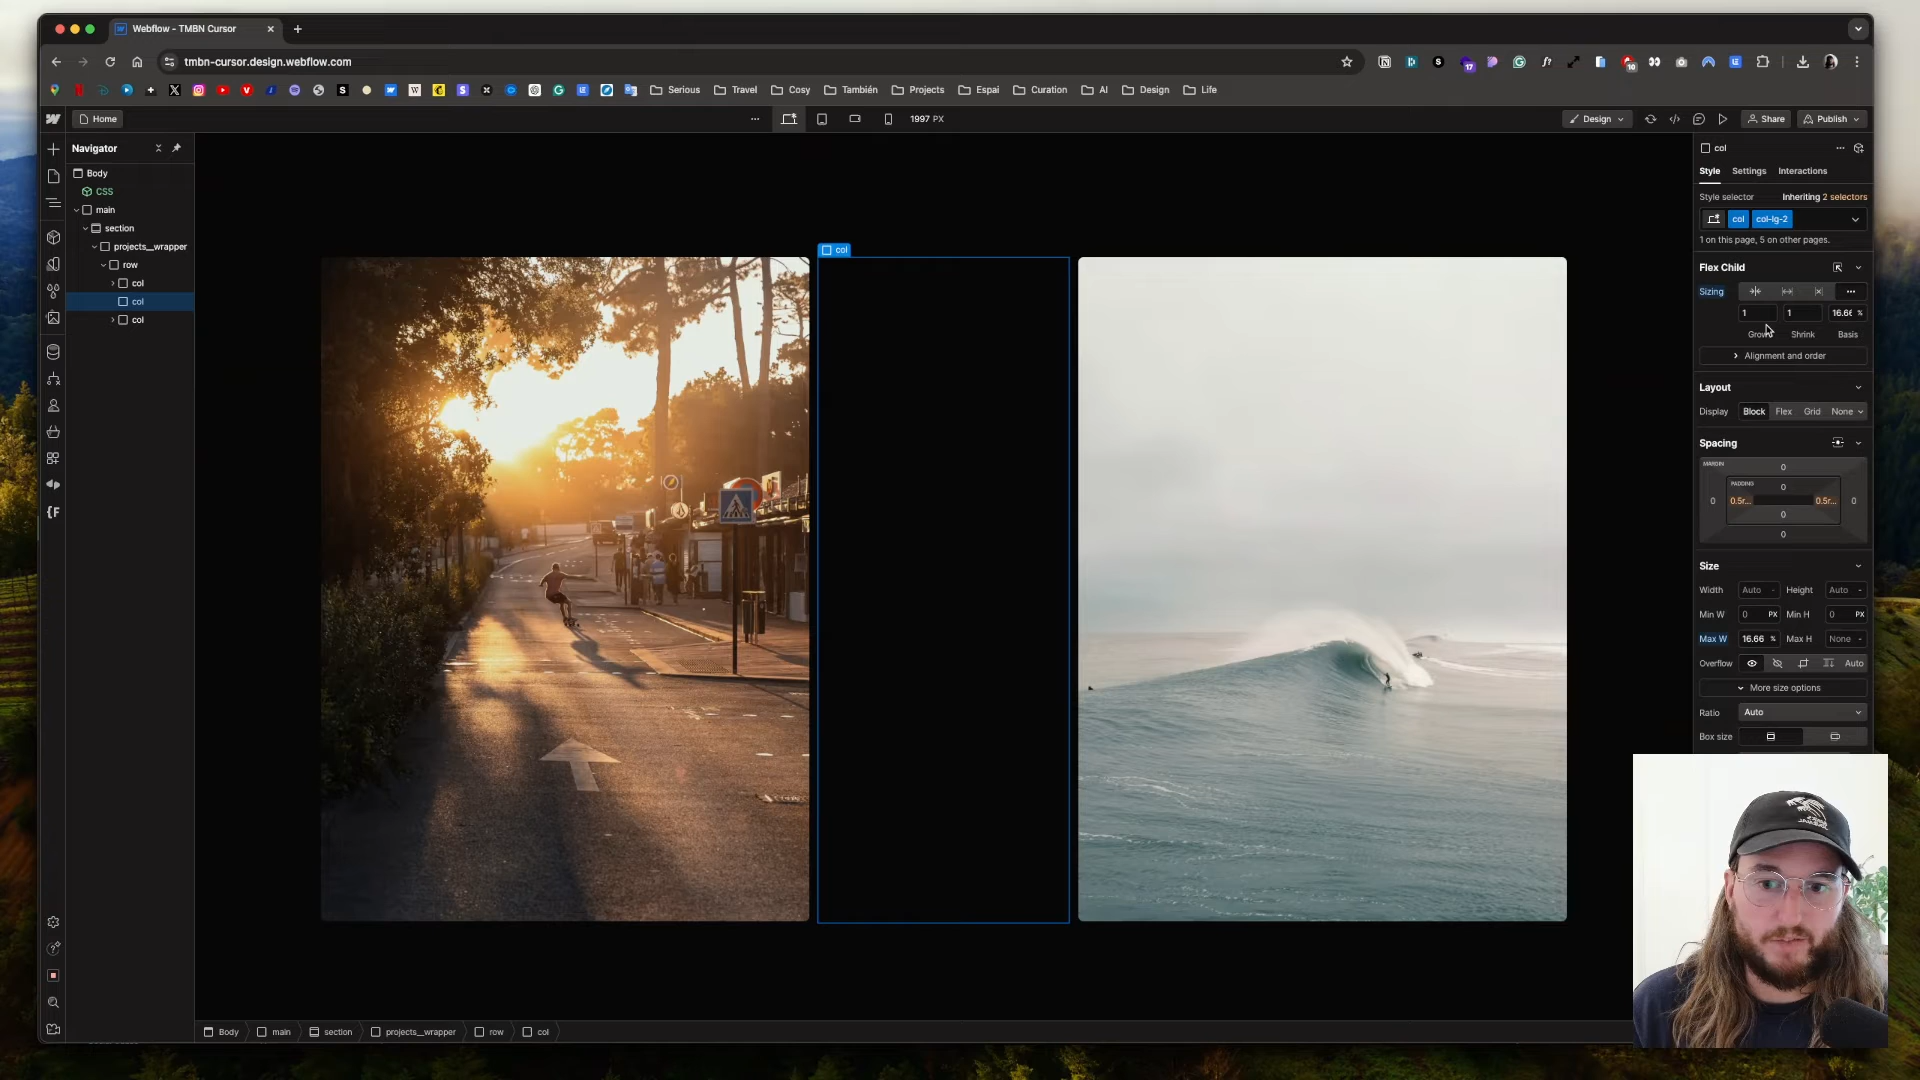 Webflow - TMBN Cursor
tmbn-cursor.design.webflow.com
17
10
Serious
Travel
Cosy
También
Projects
Espai
Curation
AI
Design
Life
Home
1997 PX
Design
Share
Publish
Navigator
Body
CSS
main
section
projects__wrapper
row
col
col
col
col
col
Style
Settings
Interactions
Style selector
Inheriting 2 selectors
col
col-lg-2
1 on this page, 5 on other pages.
Flex Child
Sizing
1
1
16.66 %
Grow
Shrink
Basis
Alignment and order
Layout
Display
Block
Flex
Grid
None
Spacing
MARGIN
0
PADDING
0
0
0.5r...
0.5r...
0
0
0
Size
Width
Auto -
Height
Auto -
Min W
0 PX
Min H
0 PX
Max W
16.66 %
Max H
None -
Overflow
Auto
More size options
Ratio
Auto
Box size
Body
main
section
projects__wrapper
row
col